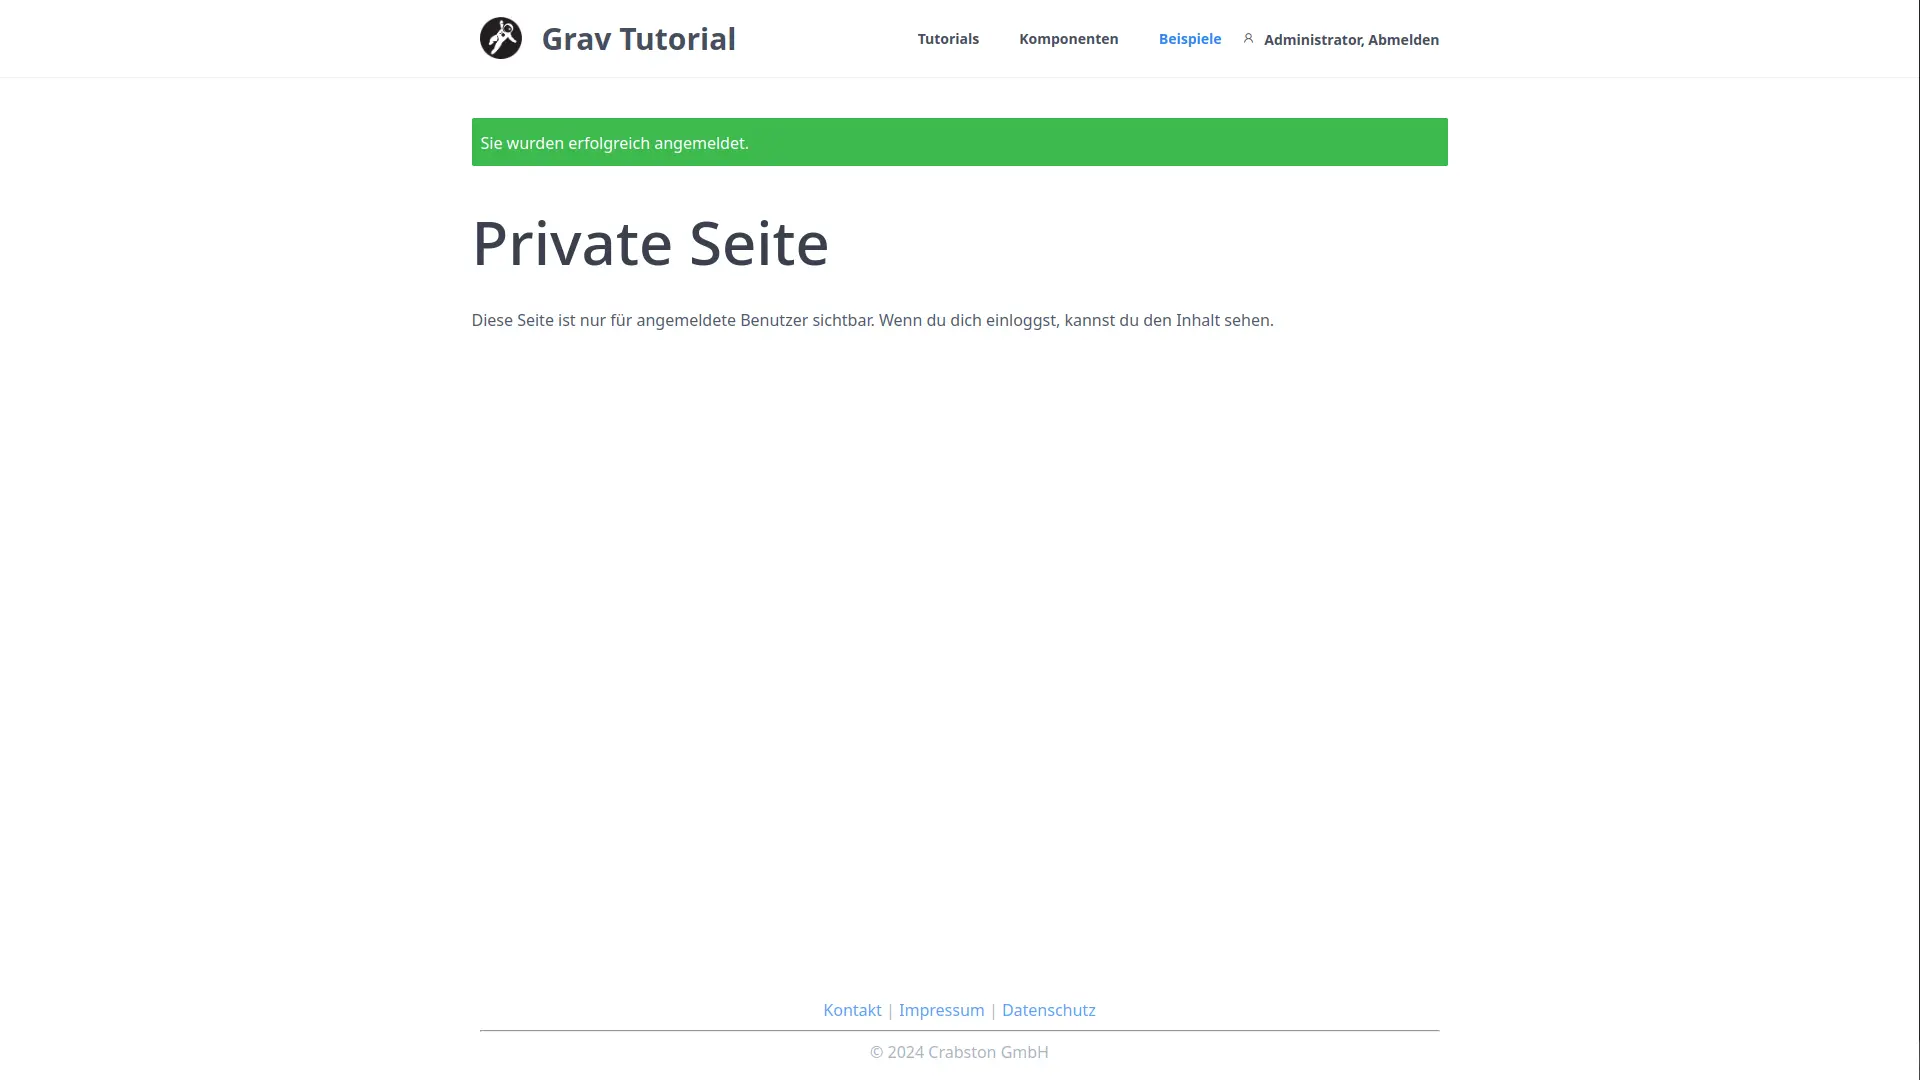 Grav Tutorial
Tutorials
Komponenten
Beispiele
Administrator, Abmelden
Sie wurden erfolgreich angemeldet.
Private Seite
Diese Seite ist nur für angemeldete Benutzer sichtbar. Wenn du dich einloggst, kannst du den Inhalt sehen.
Kontakt | Impressum | Datenschutz
© 2024 Crabston GmbH